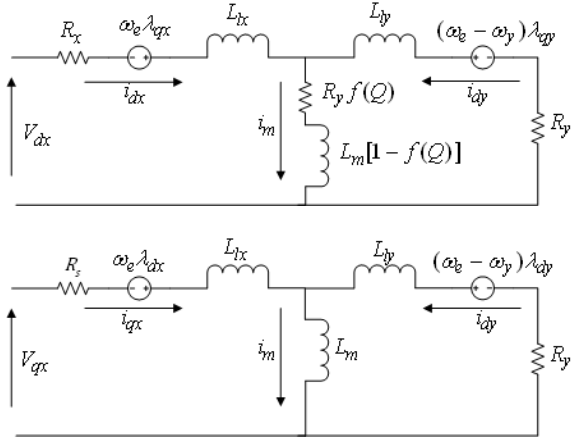 R_x
ω_e λ_qx
L_lx
L_ly
(ω_e − ω_y)λ_qy
+ -
- +
i_dx
i_m
R_y f(Q)
i_dy
V_dx
L_m[1 − f(Q)]
R_y
R_s
ω_e λ_dx
L_lx
L_ly
(ω_e − ω_y)λ_dy
+ -
- +
i_qx
i_m
L_m
i_dy
V_qx
R_y